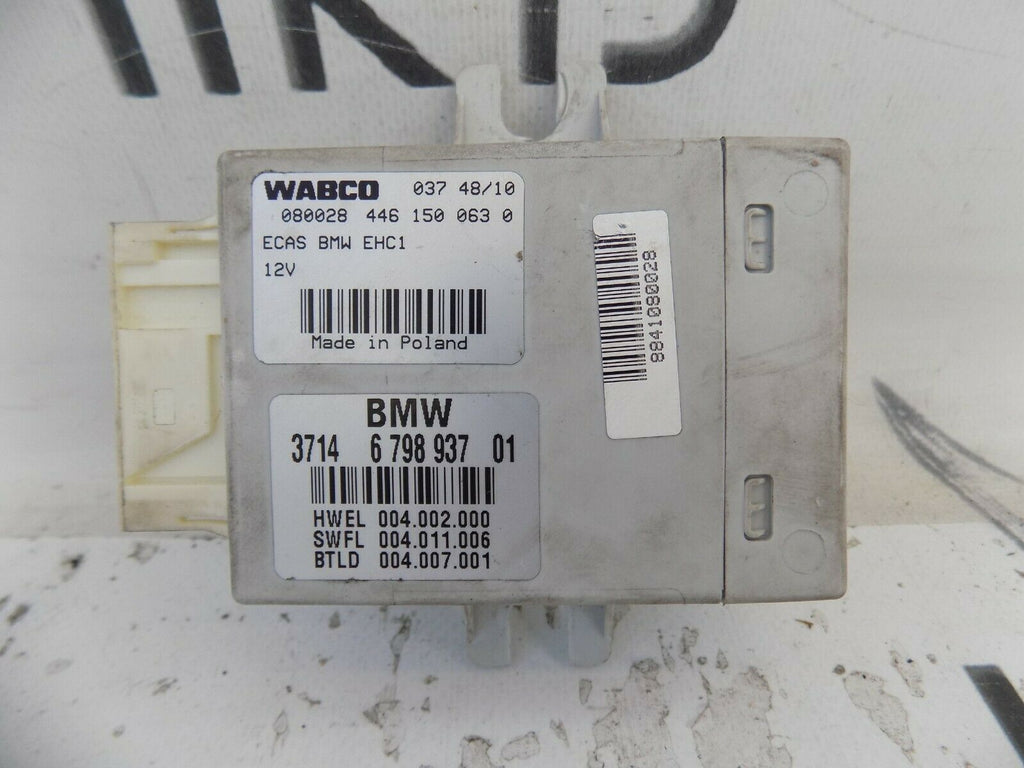 WABCO 037 48/10
080028 446 150 063 0
ECAS BMW EHC1
12V
Made in Poland
8841080028
BMW
3714 6 798 937 01
HWEL 004.002.000
SWFL 004.011.006
BTLD 004.007.001